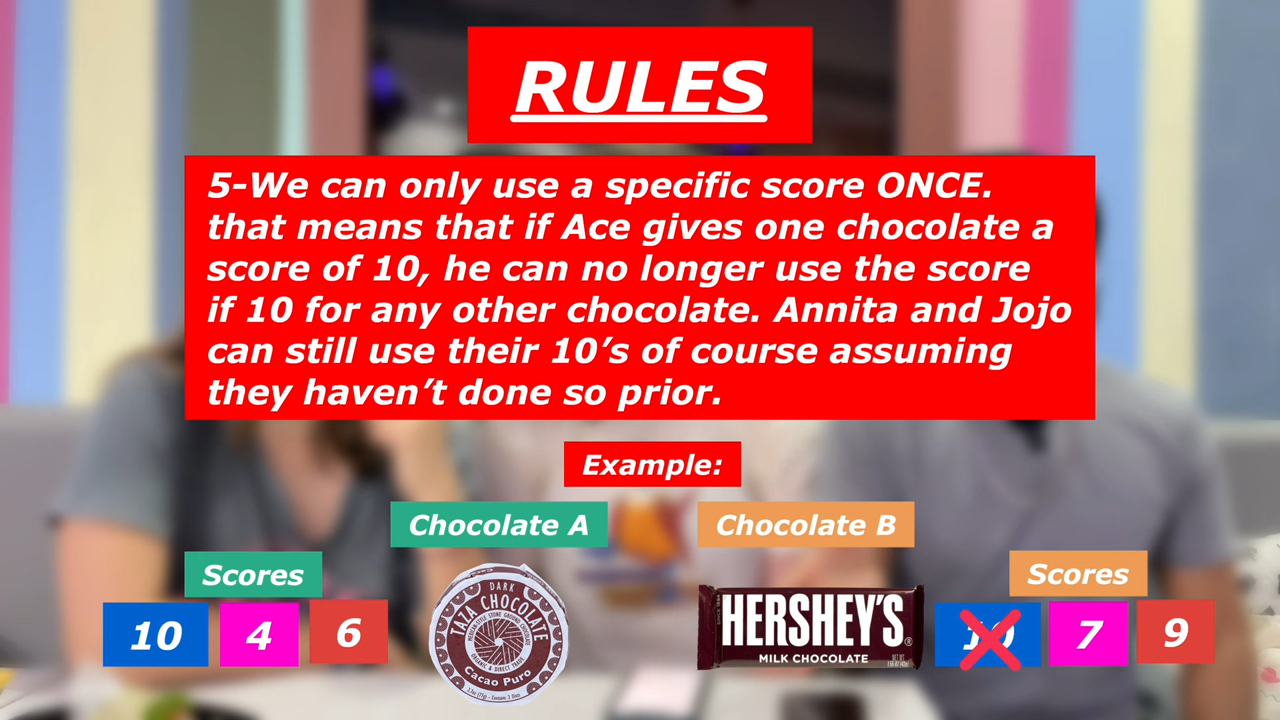 RULES
5-We can only use a specific score ONCE.
that means that if Ace gives one chocolate a
score of 10, he can no longer use the score
if 10 for any other chocolate. Annita and Jojo
can still use their 10’s of course assuming
they haven’t done so prior.
Example:
Chocolate A
Chocolate B
Scores
Scores
10 4 6
DARK
TAZA CHOCOLATE
ORGANIC & DIRECT TRADE
Cacao Puro
HERSHEY'S
MILK CHOCOLATE
10 7 9